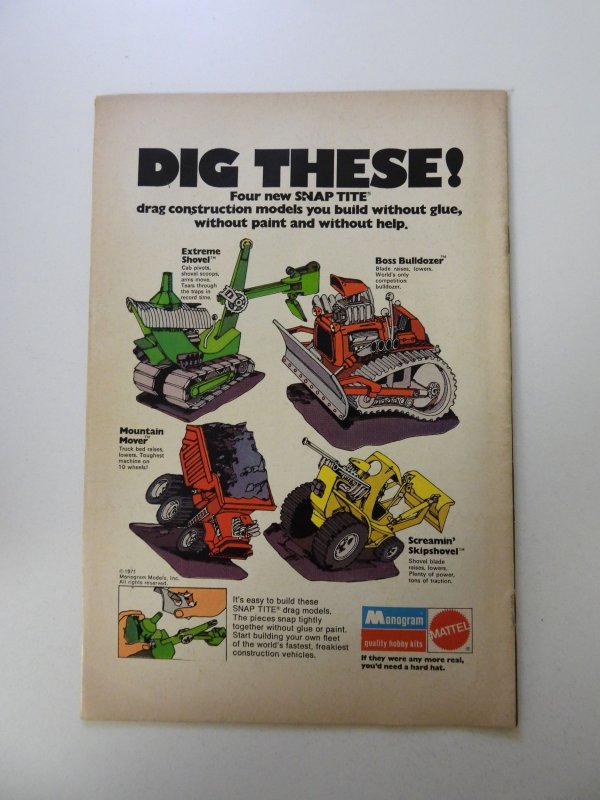 DIG THESE!
Four new SNAP TITE®
drag construction models you build without glue,
without paint and without help.
Extreme
Shovel™
Cab pivots,
shovel scoops,
arms move.
Tears through
the traps in
record time.
Boss Bulldozer™
Blade raises, lowers.
World's only
competition
bulldozer.
Mountain
Mover™
Truck bed raises,
lowers. Toughest
machine on
10 wheels!
Screamin'
Skipshovel™
Shovel blade
raises, lowers.
Plenty of power,
tons of traction.
©1971
Monogram Models, Inc.
All rights reserved.
It's easy to build these
SNAP TITE® drag models.
The pieces snap tightly
together without glue or paint.
Start building your own fleet
of the world's fastest, freakiest
construction vehicles.
Monogram
quality hobby kits
MATTEL
®
If they were any more real,
you'd need a hard hat.